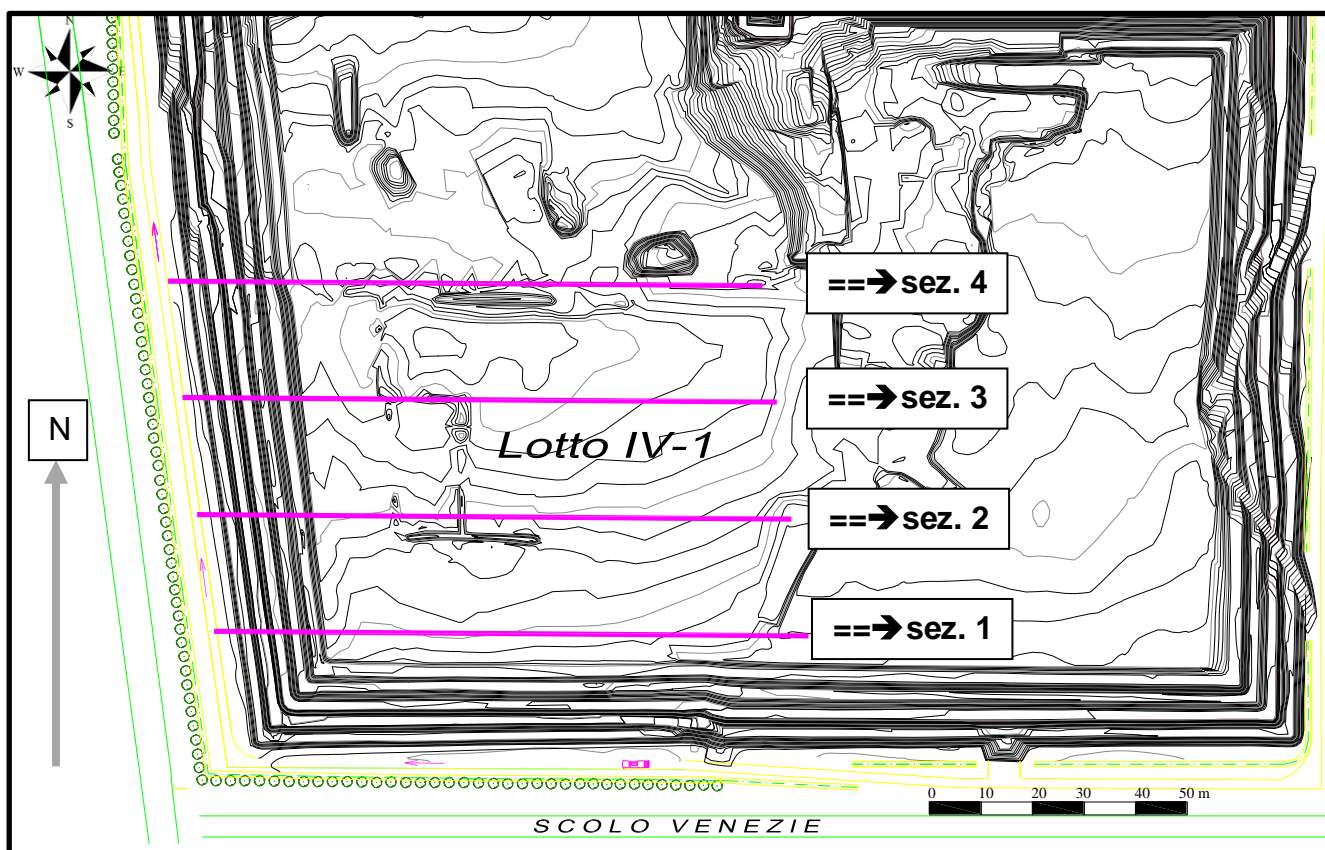 N
W
E
S
==➔ sez. 4
==➔ sez. 3
N
Lotto IV-1
==➔ sez. 2
==➔ sez. 1
0 10 20 30 40 50 m
SCOLO VENEZIE